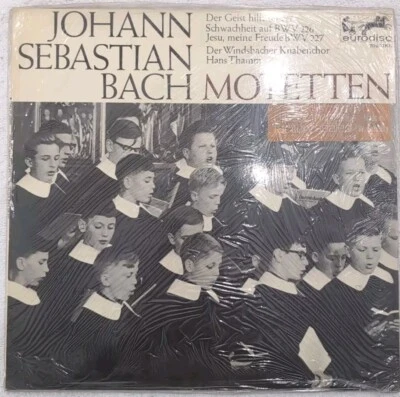 JOHANN
SEBASTIAN
BACH MOTETTEN
Der Geist hilft
Schwachheit auf BWV 226
Jesu, meine Freude BWV 227
Der Windsbacher Knabenchor
Hans Thamm
eurodisc